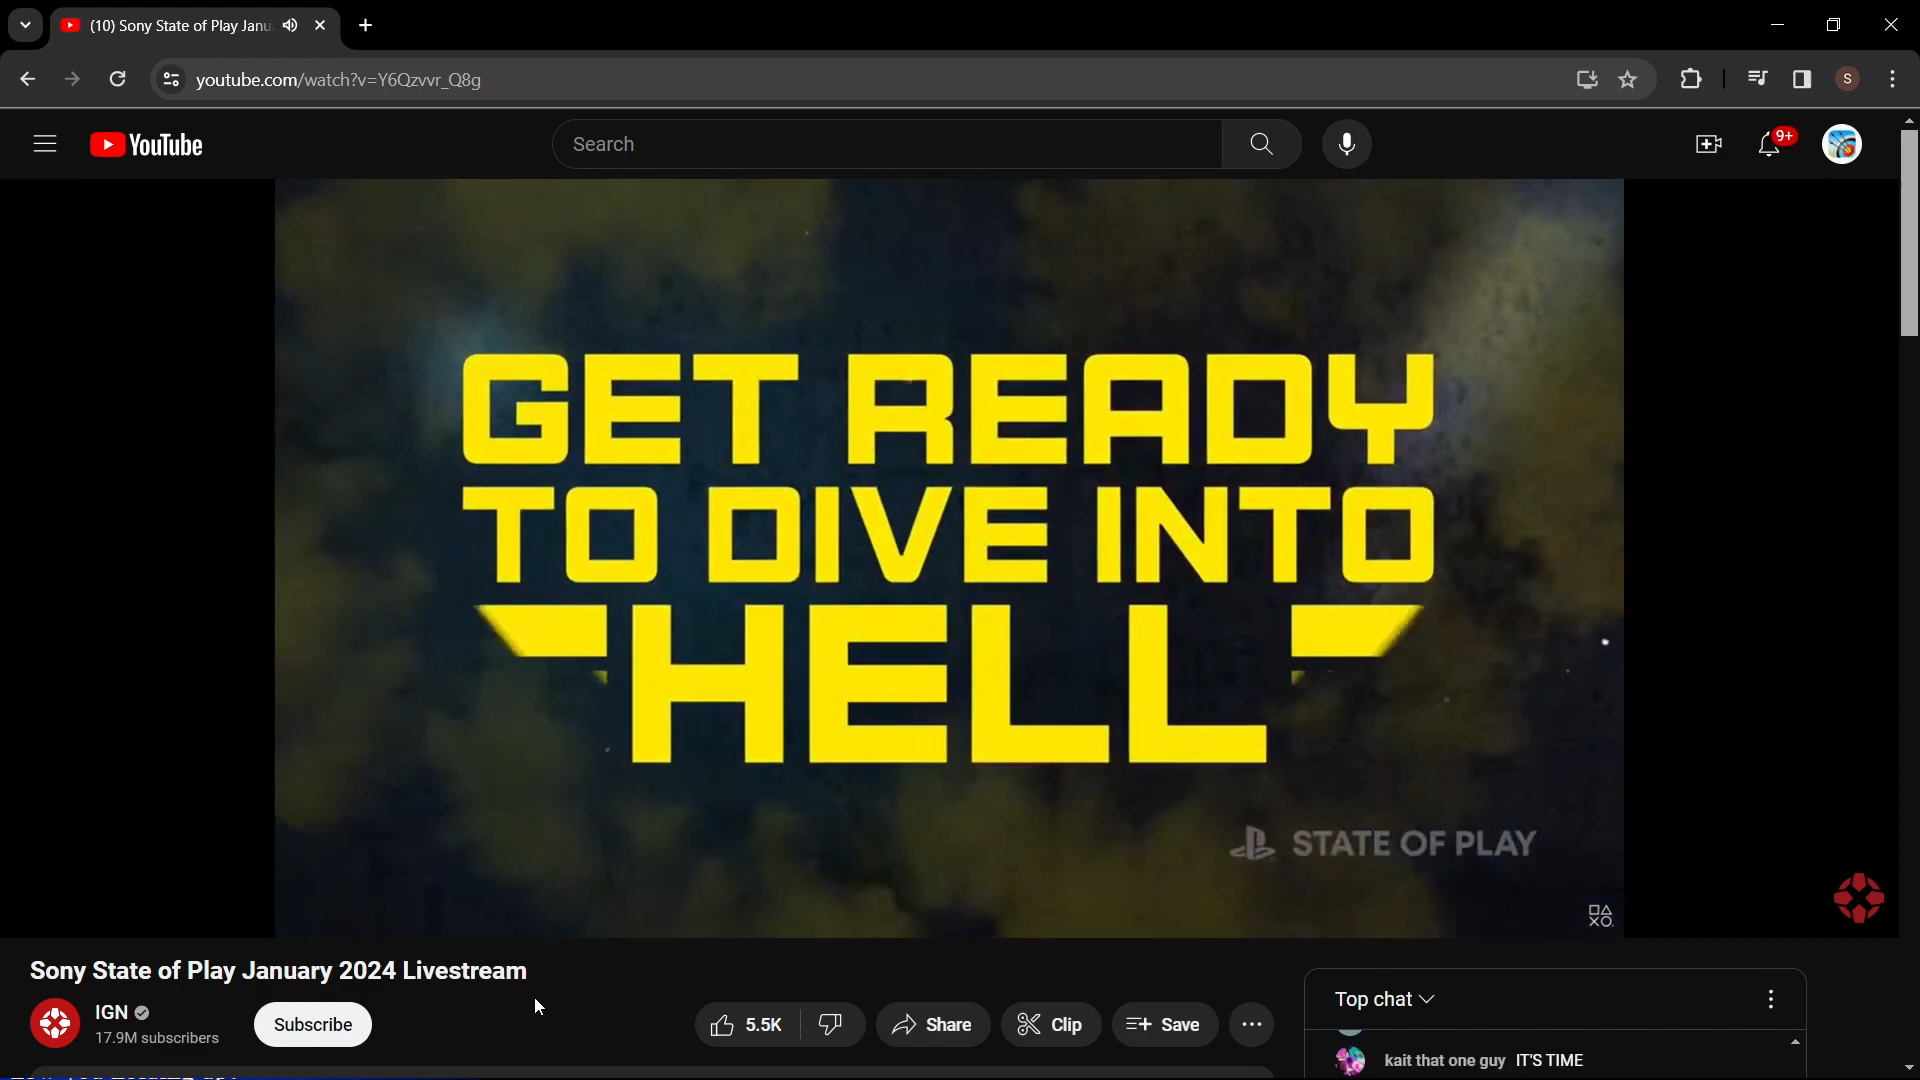 (10) Sony State of Play Janu
youtube.com/watch?v=Y6Qzvvr_Q8g
S
YouTube
Search
9+
GET READY
TO DIVE INTO
HELL
STATE OF PLAY
Sony State of Play January 2024 Livestream
IGN
17.9M subscribers
Subscribe
5.5K
Share
Clip
Save
Top chat
kait that one guy IT'S TIME